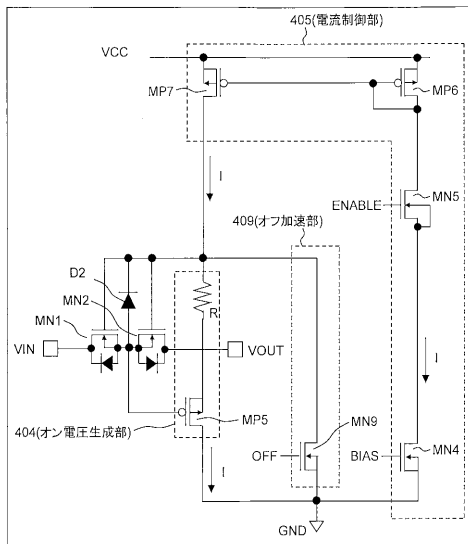 405(電流制御部)
VCC
MP7
MP6
I
MN5
ENABLE
409(オフ加速部)
D2
MN2
R
MN1
VIN
VOUT
I
MN9
404(オン電圧生成部)
MP5
OFF
BIAS
MN4
I
GND